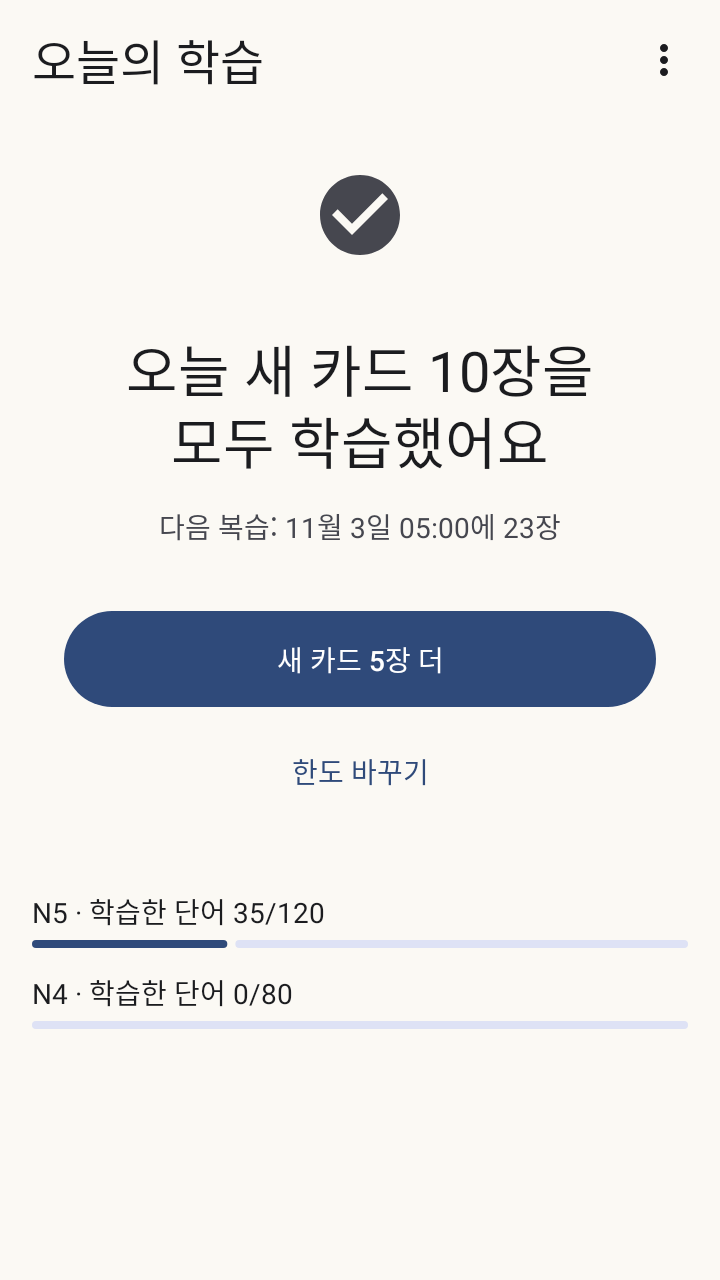 오늘의 학습
오늘 새 카드 10장을
모두 학습했어요
다음 복습: 11월 3일 05:00에 23장
새 카드 5장 더
한도 바꾸기
N5 · 학습한 단어 35/120
N4 · 학습한 단어 0/80